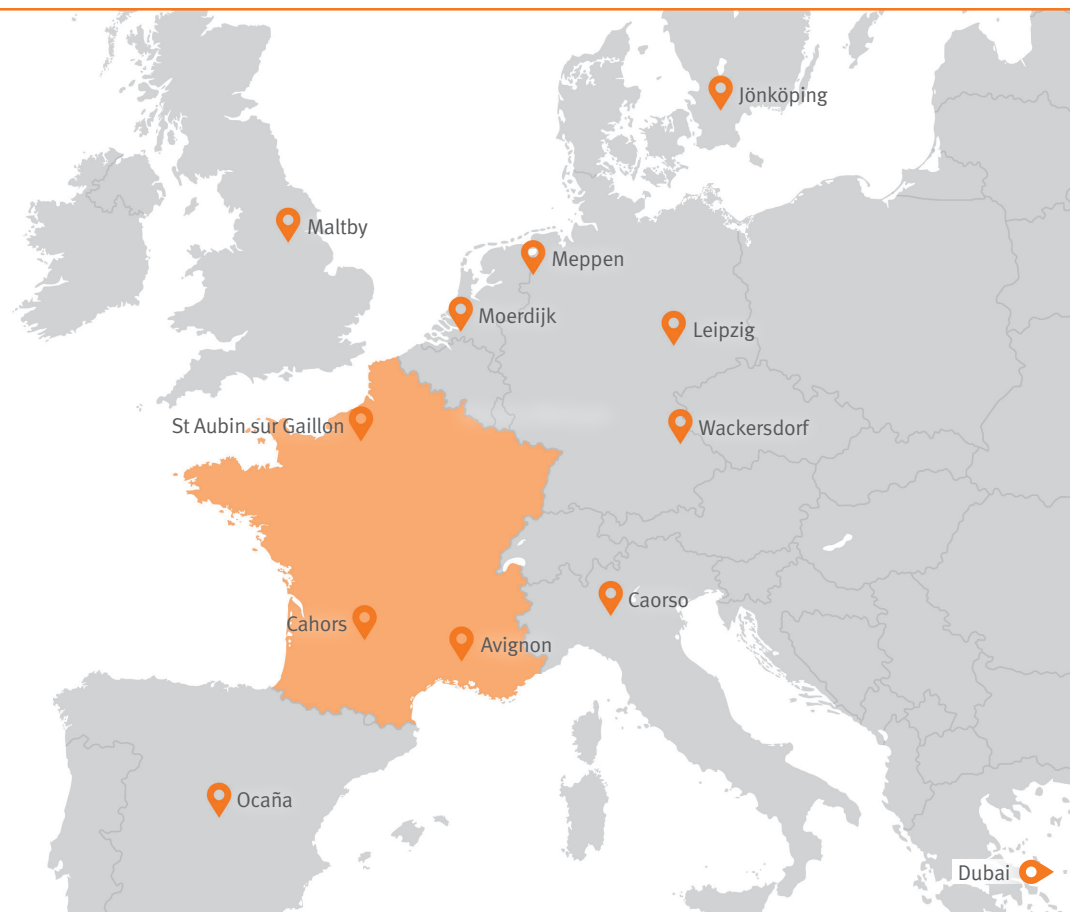 Jönköping
Maltby
Meppen
Moerdijk
Leipzig
St Aubin sur Gaillon
Wackersdorf
Caorso
Cahors
Avignon
Ocaña
Dubai